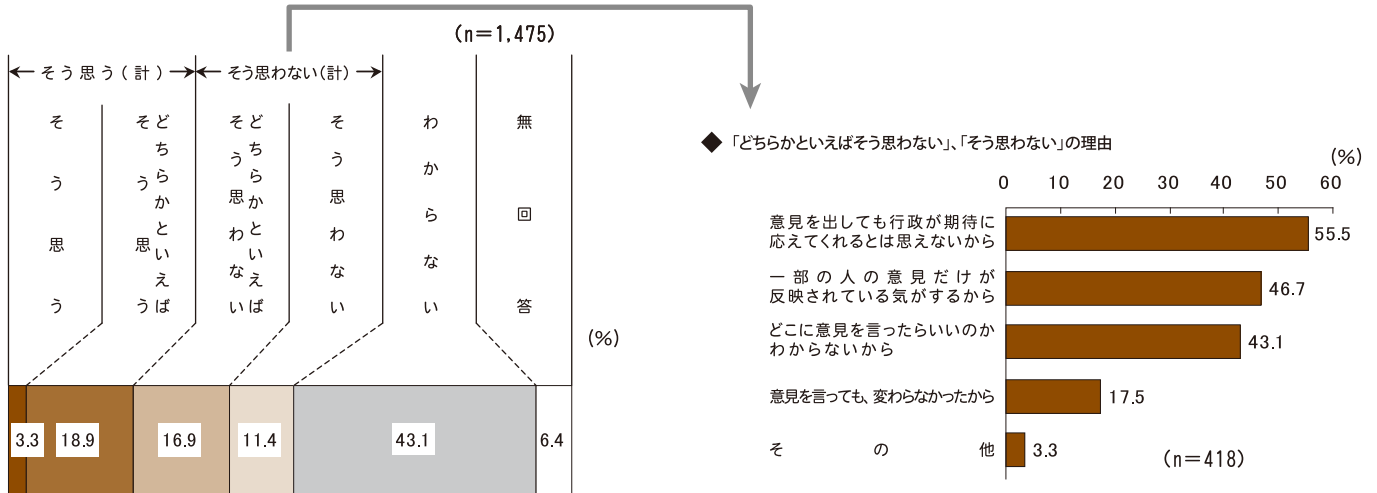 (n=1,475)
そう思う(計)
そう思わない(計)
そう思う
どちらかといえば
そう思う
どちらかといえば
そう思わない
そう思わない
わからない
無回答
(%)
3.3
18.9
16.9
11.4
43.1
6.4
◆ 「どちらかといえばそう思わない」、「そう思わない」の理由
(%)
0 10 20 30 40 50 60
意見を出しても行政が期待に
応えてくれるとは思えないから
55.5
一部の人の意見だけが
反映されている気がするから
46.7
どこに意見を言ったらいいのか
わからないから
43.1
意見を言っても、変わらなかったから
17.5
その他
3.3
(n=418)